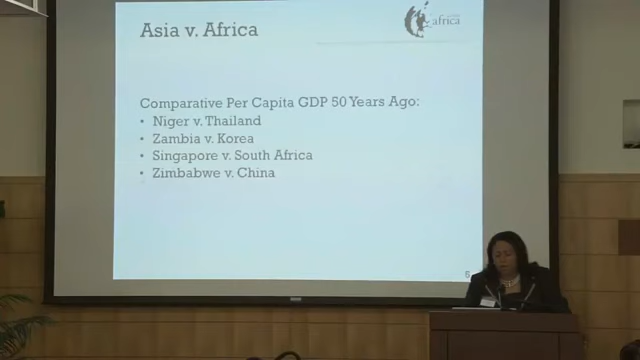 Asia v. Africa
africa
Comparative Per Capita GDP 50 Years Ago:
• Niger v. Thailand
• Zambia v. Korea
• Singapore v. South Africa
• Zimbabwe v. China
6